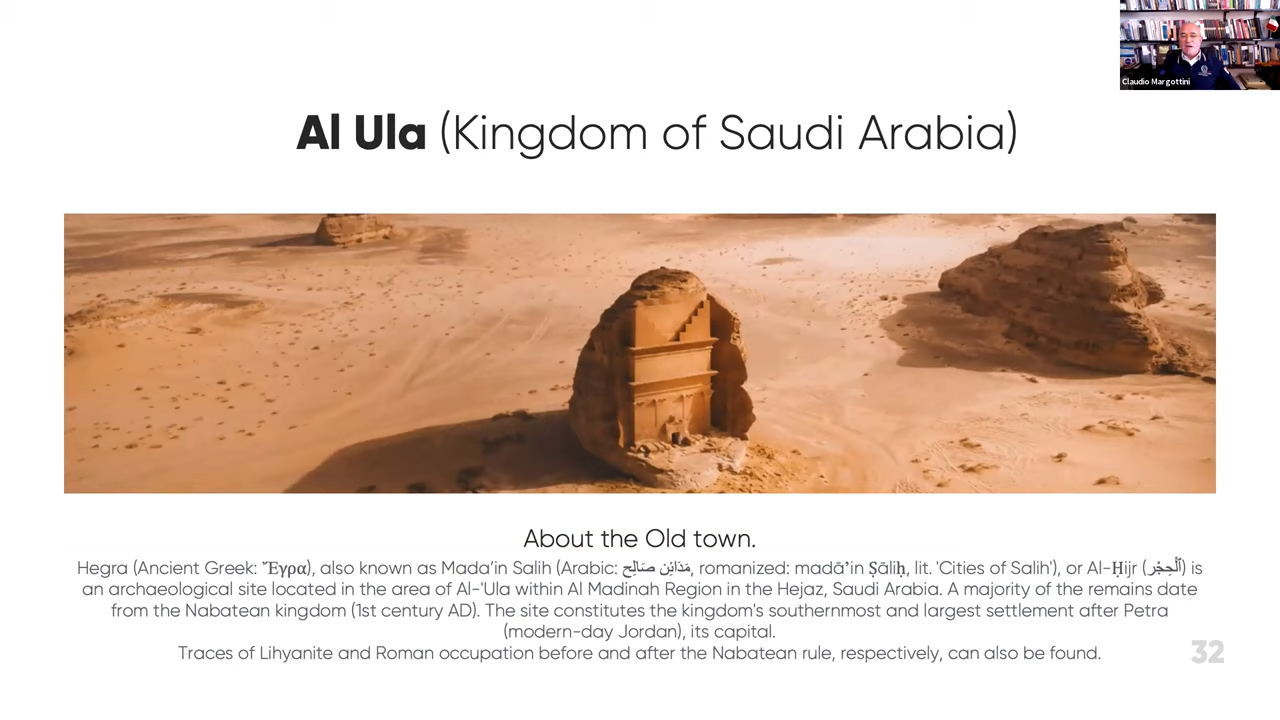 Claudio Margottini
Al Ula (Kingdom of Saudi Arabia)
About the Old town.
Hegra (Ancient Greek: Ἕγρα), also known as Mada’in Salih (Arabic: مَدَائِن صَالِح, romanized: madāʼin Ṣāliḥ, lit. 'Cities of Salih'), or Al-Ḥijr (ٱلْحِجْر) is
an archaeological site located in the area of Al-'Ula within Al Madinah Region in the Hejaz, Saudi Arabia. A majority of the remains date
from the Nabatean kingdom (1st century AD). The site constitutes the kingdom's southernmost and largest settlement after Petra
(modern-day Jordan), its capital.
Traces of Lihyanite and Roman occupation before and after the Nabatean rule, respectively, can also be found.
32